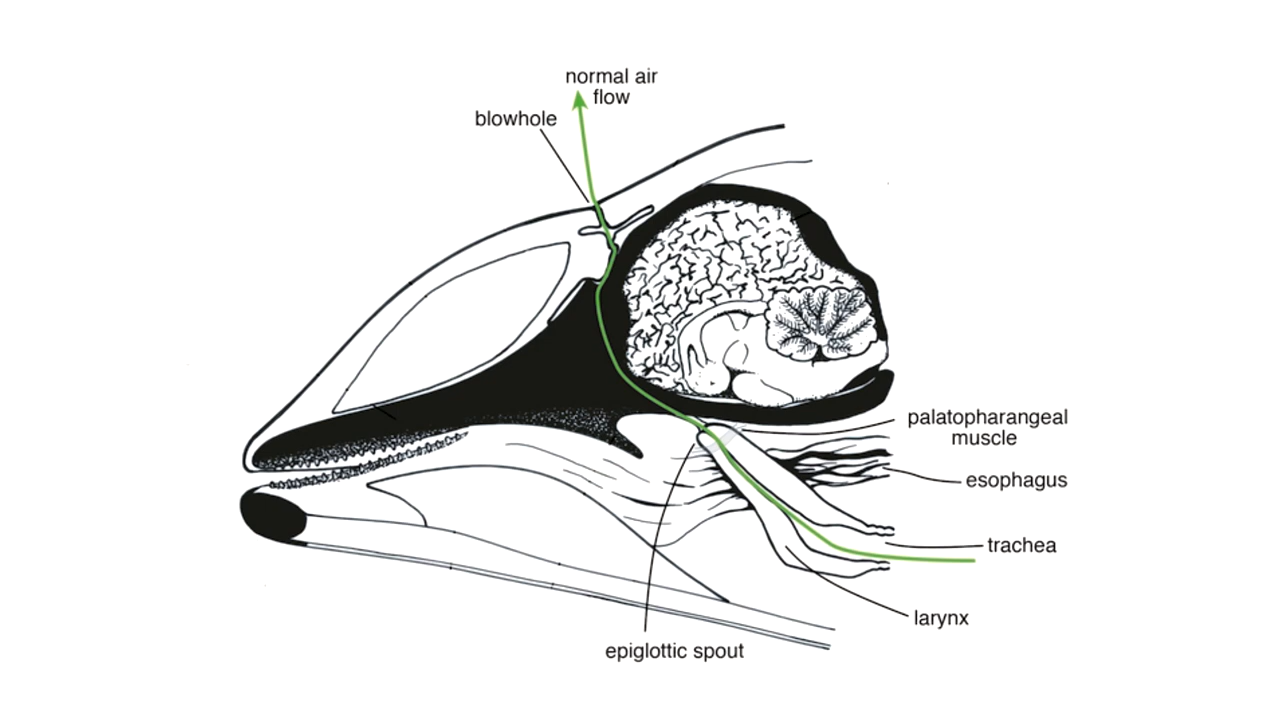 normal air
flow
blowhole
palatopharangeal
muscle
esophagus
trachea
larynx
epiglottic spout